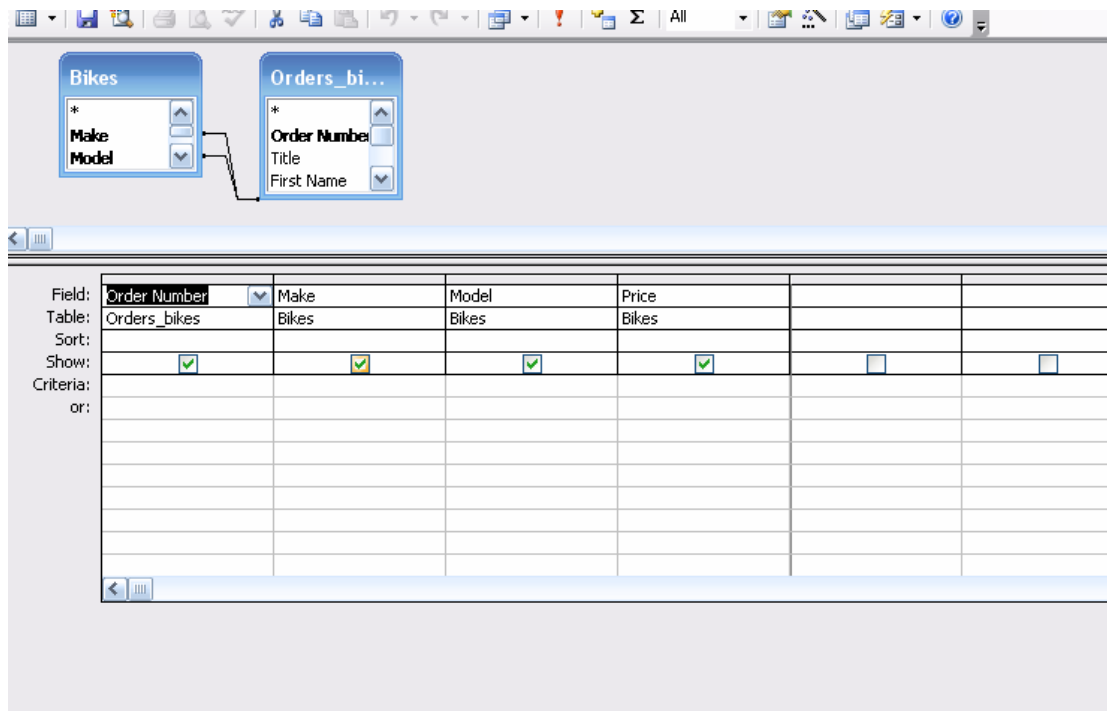 All
Bikes
*
Make
Model
Orders_bi...
*
Order Number
Title
First Name
Field: Order Number Make Model Price
Table: Orders_bikes Bikes Bikes Bikes
Sort:
Show:
Criteria:
or: